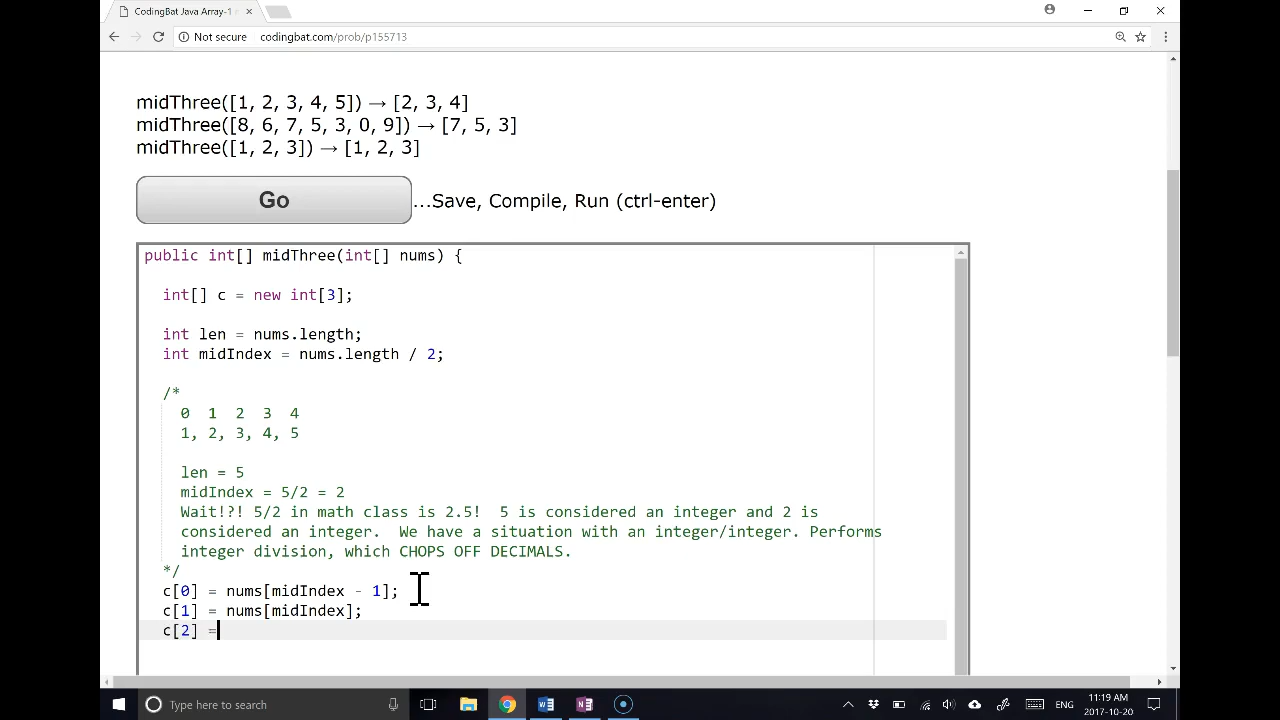 CodingBat Java Array-1
Not secure codingbat.com/prob/p155713
midThree([1, 2, 3, 4, 5]) → [2, 3, 4]
midThree([8, 6, 7, 5, 3, 0, 9]) → [7, 5, 3]
midThree([1, 2, 3]) → [1, 2, 3]
Go ...Save, Compile, Run (ctrl-enter)
public int[] midThree(int[] nums) {
int[] c = new int[3];
int len = nums.length;
int midIndex = nums.length / 2;
/*
0 1 2 3 4
1, 2, 3, 4, 5
len = 5
midIndex = 5/2 = 2
Wait!?! 5/2 in math class is 2.5! 5 is considered an integer and 2 is
considered an integer. We have a situation with an integer/integer. Performs
integer division, which CHOPS OFF DECIMALS.
*/
c[0] = nums[midIndex - 1];
c[1] = nums[midIndex];
c[2] =
Type here to search
ENG
11:19 AM
2017-10-20